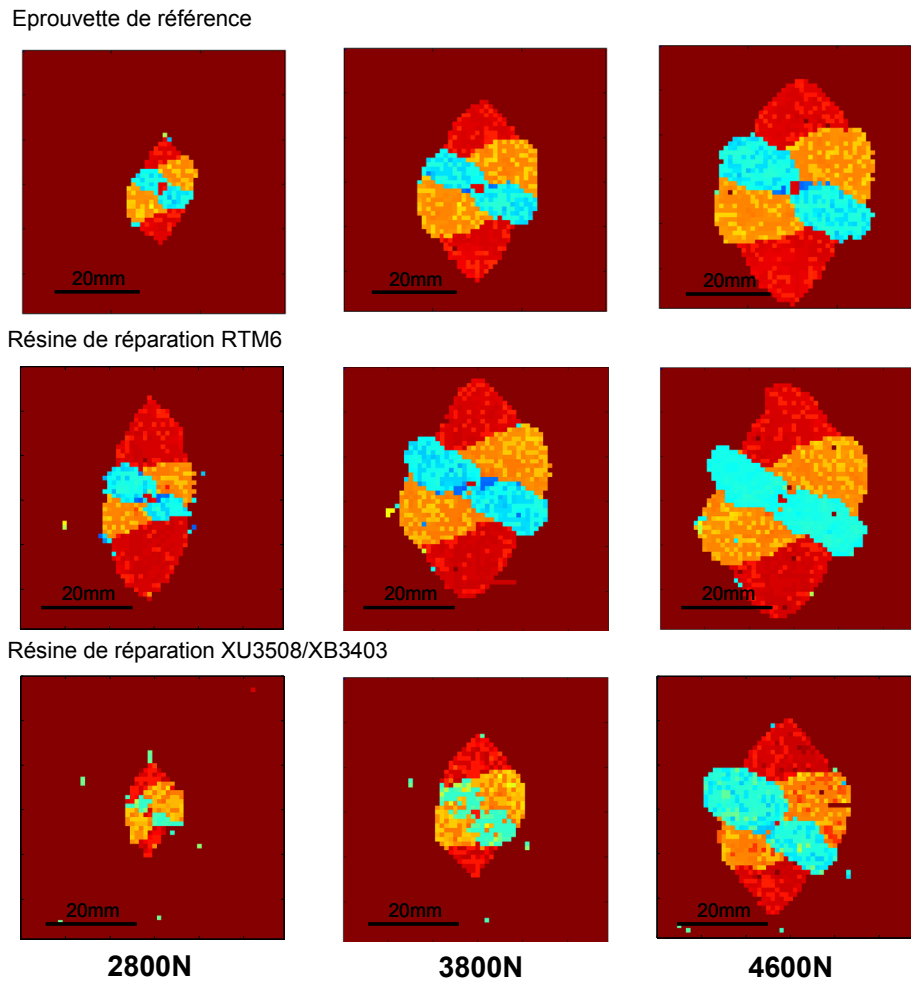 Eprouvette de référence
20mm
20mm
20mm
Résine de réparation RTM6
20mm
20mm
20mm
Résine de réparation XU3508/XB3403
20mm
20mm
20mm
2800N
3800N
4600N